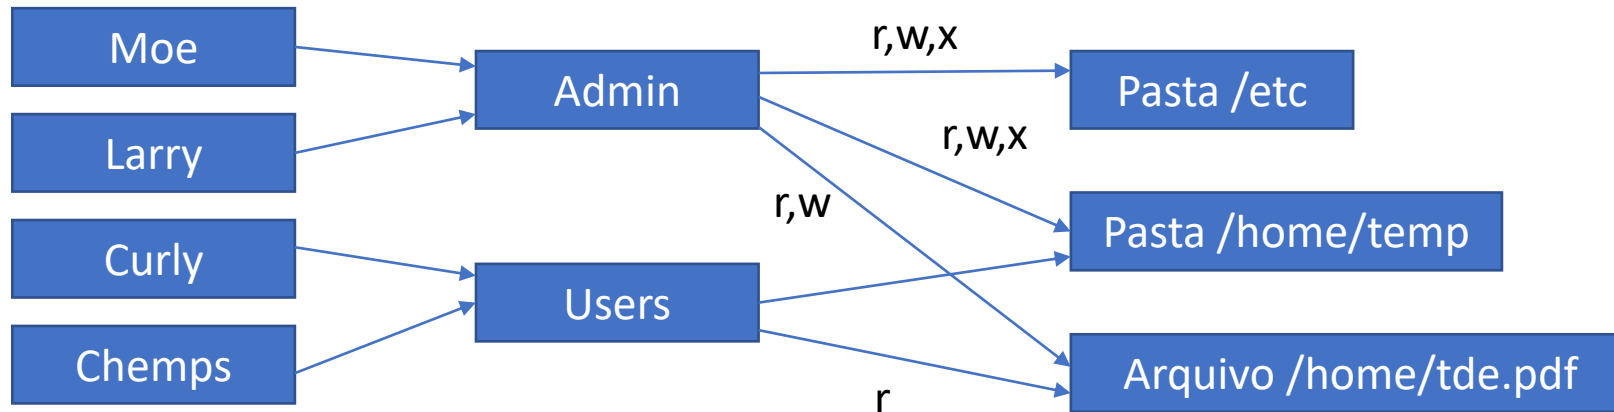 Moe
Larry
Curly
Chemps
Admin
Users
r,w,x
r,w,x
r,w
r
Pasta /etc
Pasta /home/temp
Arquivo /home/tde.pdf